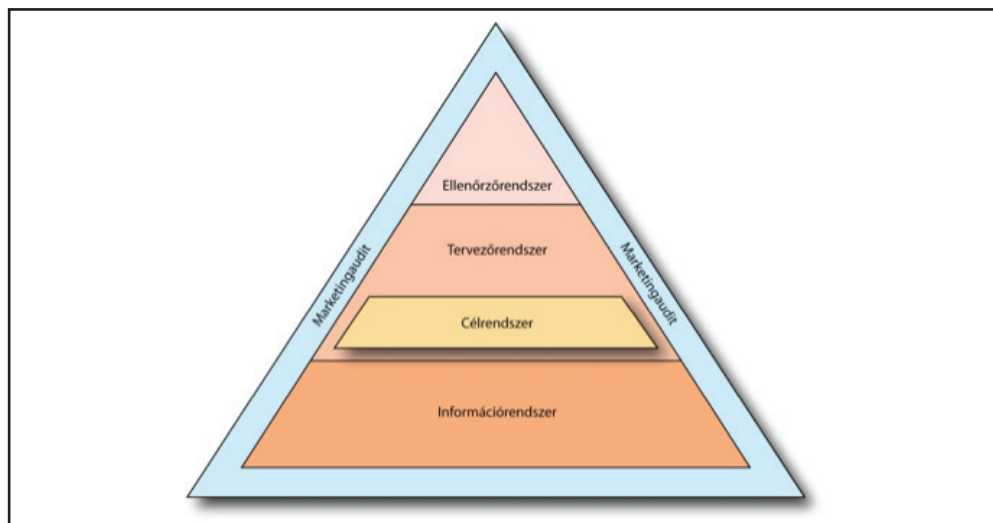 Ellenőrzőrendszer
Tervezőrendszer
Marketingaudit
Marketingaudit
Célrendszer
Információrendszer